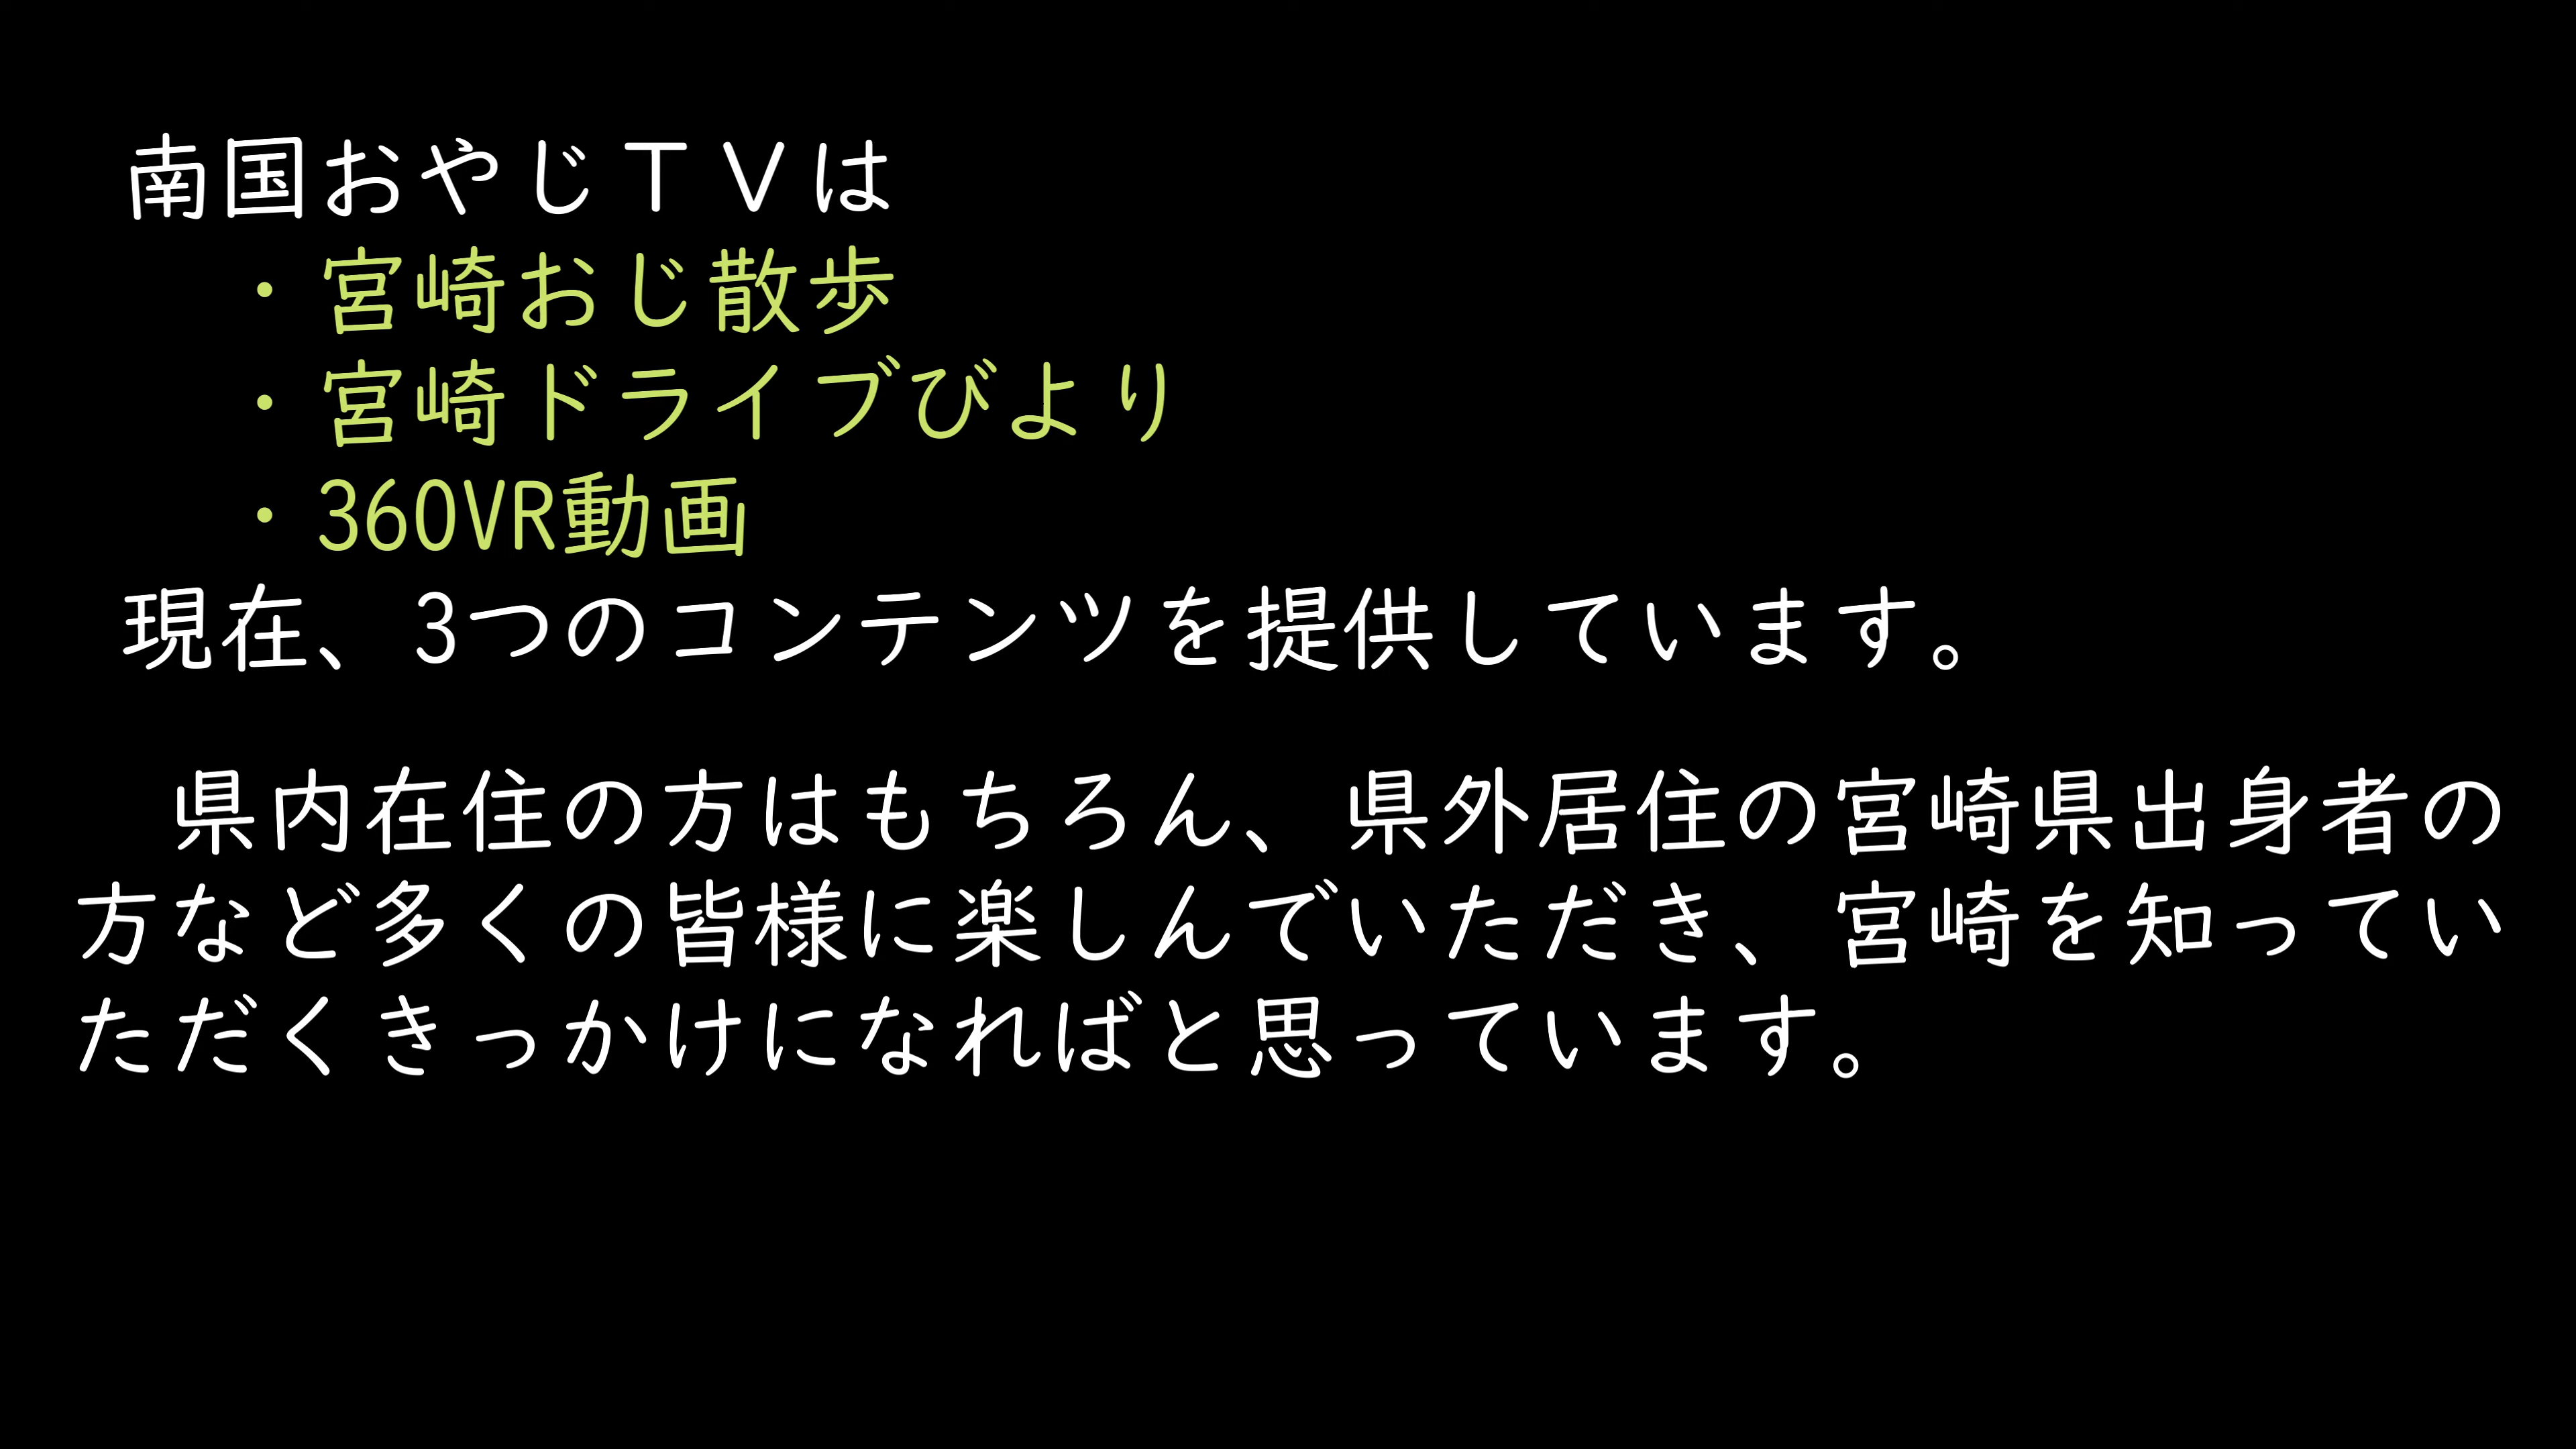 南国おやじＴＶは
・宮崎おじ散歩
・宮崎ドライブびより
・360VR動画
現在、3つのコンテンツを提供しています。
県内在住の方はもちろん、県外居住の宮崎県出身者の
方など多くの皆様に楽しんでいただき、宮崎を知ってい
ただくきっかけになればと思っています。